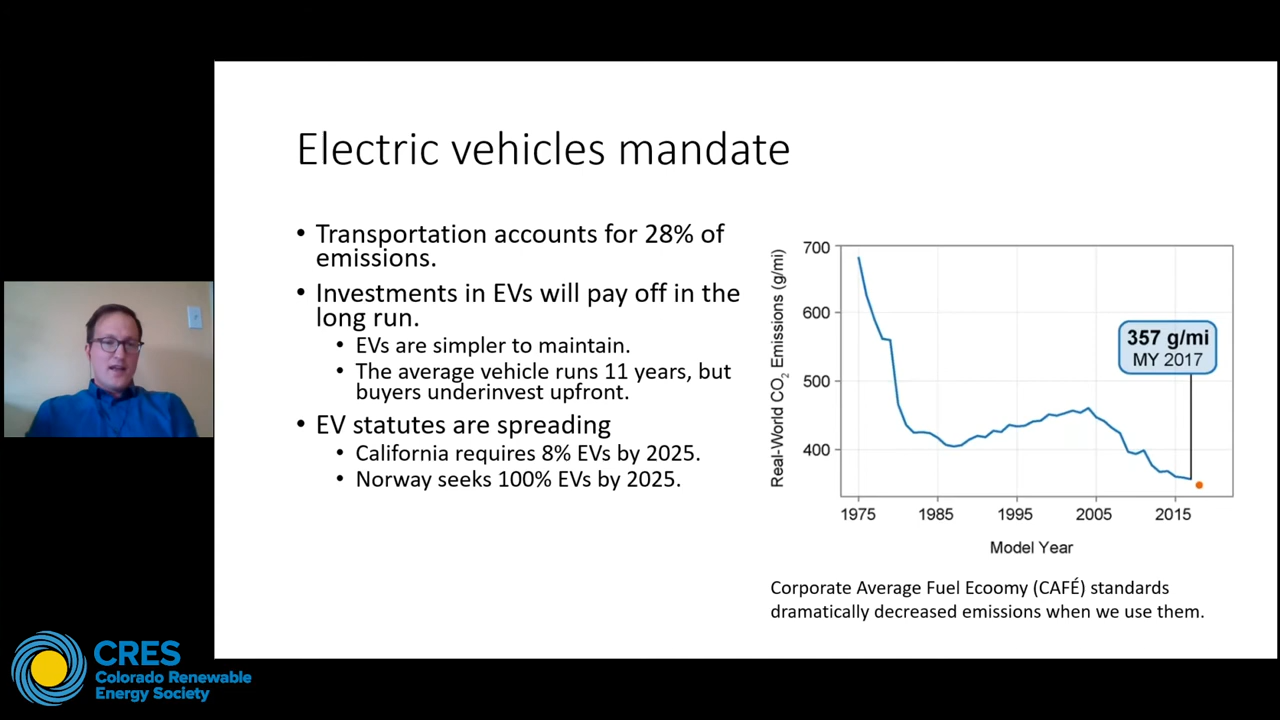 Electric vehicles mandate
• Transportation accounts for 28% of
emissions.
• Investments in EVs will pay off in the
long run.
• EVs are simpler to maintain.
• The average vehicle runs 11 years, but
buyers underinvest upfront.
• EV statutes are spreading
• California requires 8% EVs by 2025.
• Norway seeks 100% EVs by 2025.
Real-World CO2 Emissions (g/mi)
700
600
500
400
357 g/mi
MY 2017
1975 1985 1995 2005 2015
Model Year
Corporate Average Fuel Ecoomy (CAFÉ) standards
dramatically decreased emissions when we use them.
CRES
Colorado Renewable
Energy Society